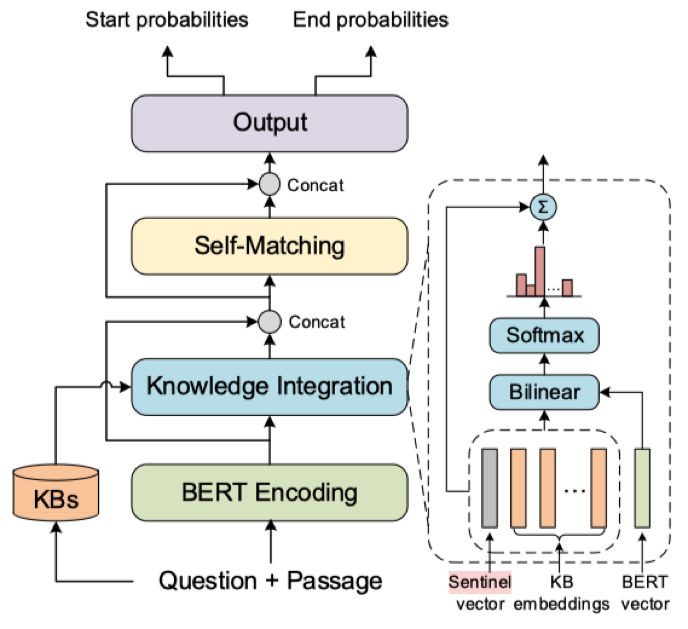 Start probabilities
End probabilities
Output
Concat
Self-Matching
Concat
Knowledge Integration
KBs
BERT Encoding
Question + Passage
Σ
...
Softmax
Bilinear
...
Sentinel vector
KB embeddings
BERT vector